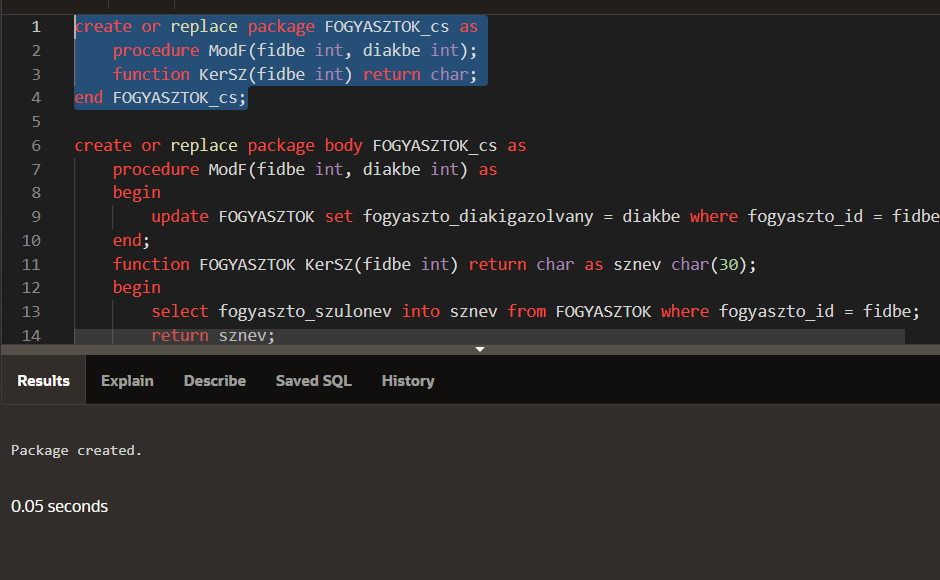 1 create or replace package FOGYASZTOK_cs as
2 procedure ModF(fidbe int, diakbe int);
3 function KerSZ(fidbe int) return char;
4 end FOGYASZTOK_cs;
5
6 create or replace package body FOGYASZTOK_cs as
7 procedure ModF(fidbe int, diakbe int) as
8 begin
9 update FOGYASZTOK set fogyaszto_diakigazolvany = diakbe where fogyaszto_id = fidbe
10 end;
11 function FOGYASZTOK KerSZ(fidbe int) return char as sznev char(30);
12 begin
13 select fogyaszto_szulonev into sznev from FOGYASZTOK where fogyaszto_id = fidbe;
14 return sznev;
Results Explain Describe Saved SQL History
Package created.
0.05 seconds